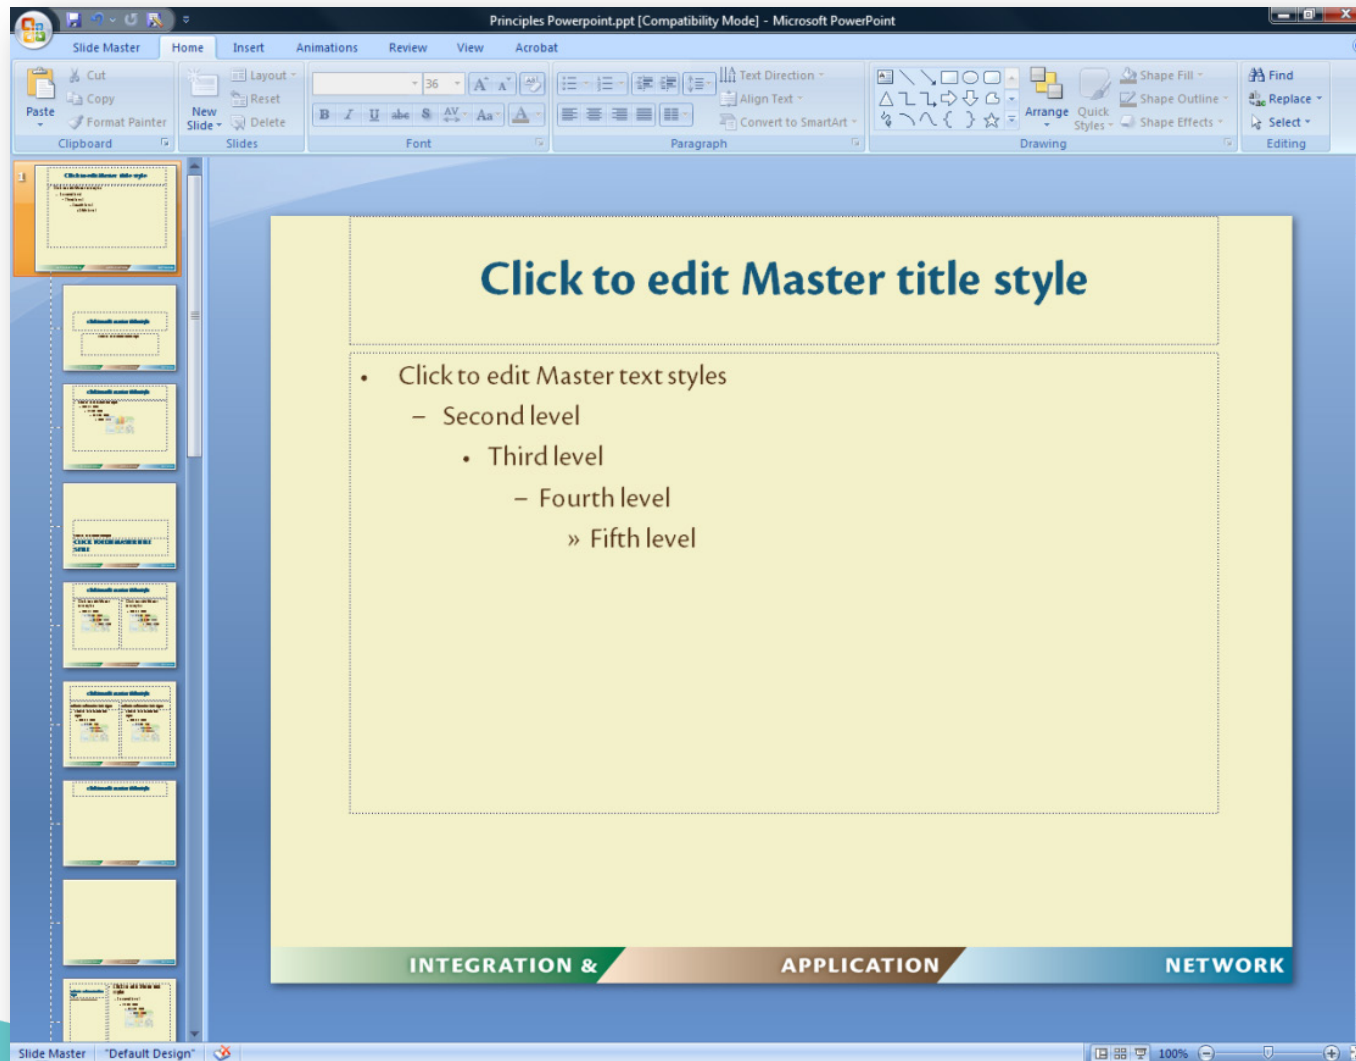 Principles Powerpoint.ppt [Compatibility Mode] - Microsoft PowerPoint
Slide Master Home Insert Animations Review View Acrobat
Paste
Cut
Copy
Format Painter
Clipboard
New
Slide
Layout
Reset
Delete
Slides
36
Font
Text Direction
Align Text
Convert to SmartArt
Paragraph
Arrange
Quick
Styles
Shape Fill
Shape Outline
Shape Effects
Drawing
Find
Replace
Select
Editing
1
Click to edit Master title style
• Click to edit Master text styles
– Second level
• Third level
– Fourth level
» Fifth level
INTEGRATION & APPLICATION NETWORK
Slide Master "Default Design" 100%